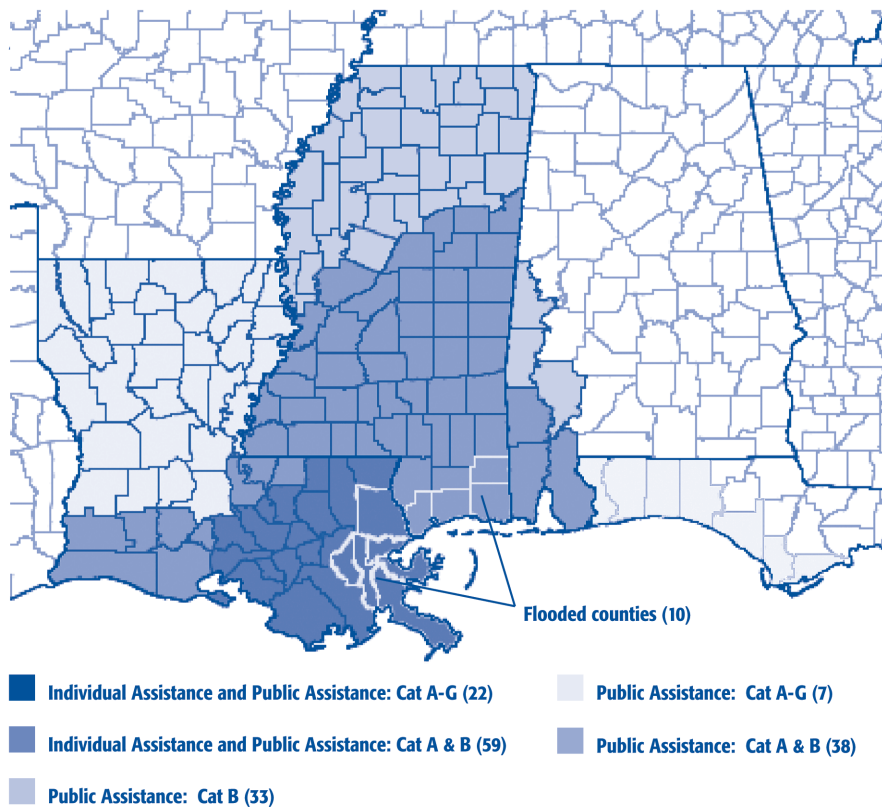 Flooded counties (10)
Individual Assistance and Public Assistance: Cat A-G (22)
Public Assistance: Cat A-G (7)
Individual Assistance and Public Assistance: Cat A & B (59)
Public Assistance: Cat A & B (38)
Public Assistance: Cat B (33)